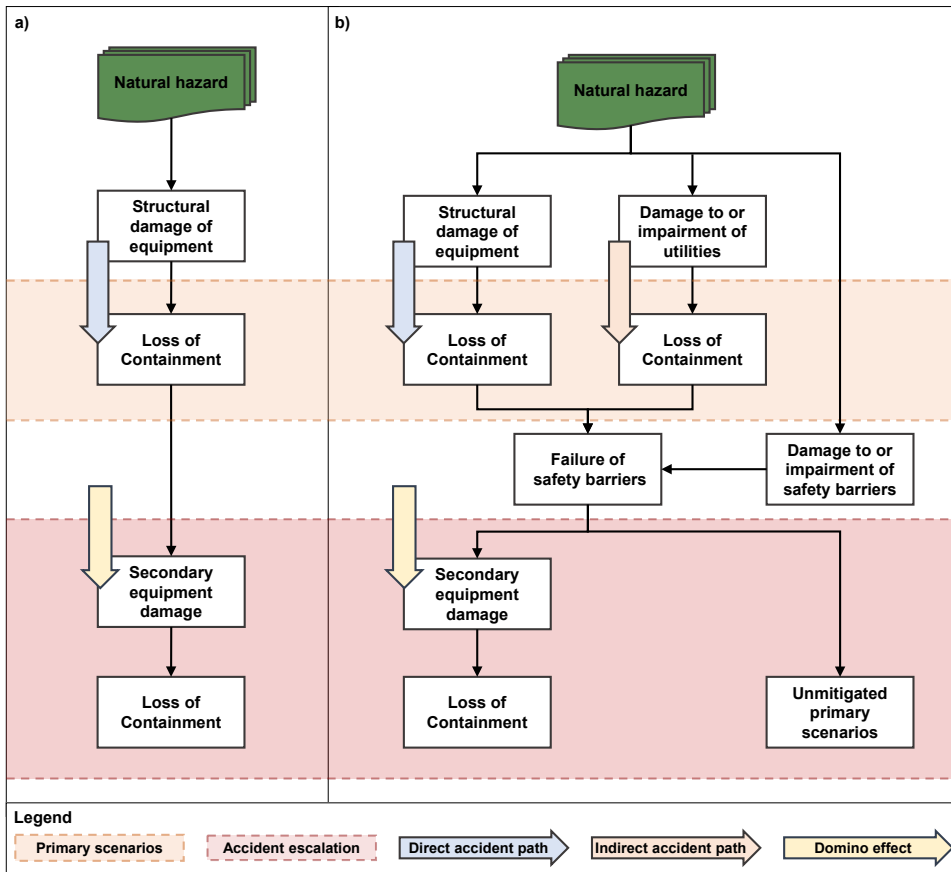 a)
Natural hazard
Structural
damage of
equipment
Loss of
Containment
Secondary
equipment
damage
Loss of
Containment
b)
Natural hazard
Structural
damage of
equipment
Damage to or
impairment of
utilities
Loss of
Containment
Loss of
Containment
Failure of
safety barriers
Damage to or
impairment of
safety barriers
Secondary
equipment
damage
Loss of
Containment
Unmitigated
primary
scenarios
Legend
Primary scenarios
Accident escalation
Direct accident path
Indirect accident path
Domino effect